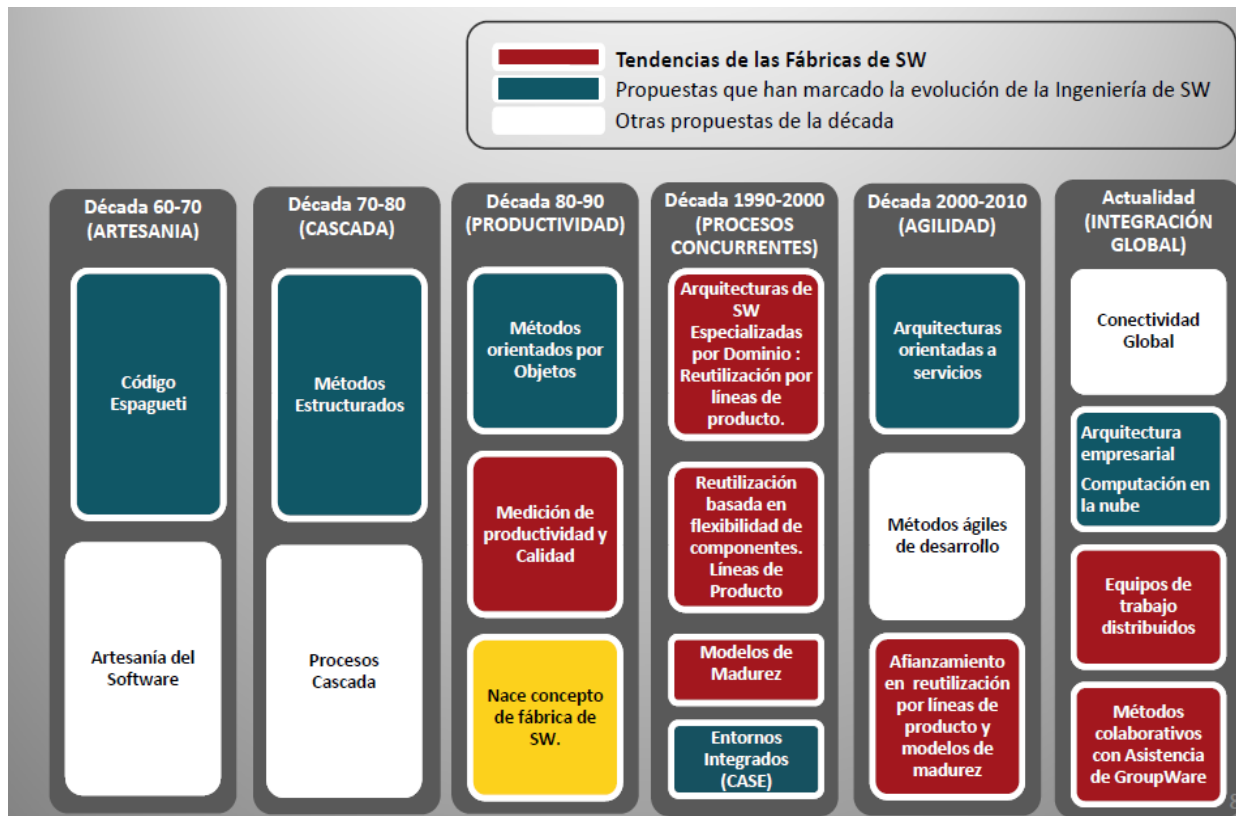 Tendencias de las Fábricas de SW
Propuestas que han marcado la evolución de la Ingeniería de SW
Otras propuestas de la década
Década 60-70
(ARTESANIA)
Código
Espagueti
Artesanía del
Software
Década 70-80
(CASCADA)
Métodos
Estructurados
Procesos
Cascada
Década 80-90
(PRODUCTIVIDAD)
Métodos
orientados por
Objetos
Medición de
productividad y
Calidad
Nace concepto
de fábrica de
SW.
Década 1990-2000
(PROCESOS
CONCURRENTES)
Arquitecturas de
SW
Especializadas
por Dominio :
Reutilización por
líneas de
producto.
Reutilización
basada en
flexibilidad de
componentes.
Líneas de
Producto
Modelos de
Madurez
Entornos
Integrados
(CASE)
Década 2000-2010
(AGILIDAD)
Arquitecturas
orientadas a
servicios
Métodos ágiles
de desarrollo
Afianzamiento
en reutilización
por líneas de
producto y
modelos de
madurez
Actualidad
(INTEGRACIÓN
GLOBAL)
Conectividad
Global
Arquitectura
empresarial
Computación en
la nube
Equipos de
trabajo
distribuidos
Métodos
colaborativos
con Asistencia
de GroupWare
8